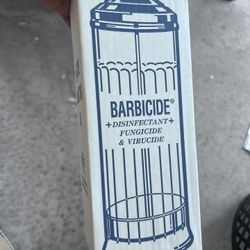 BARBICIDE®
+DISINFECTANT+
FUNGICIDE
& VIRUCIDE